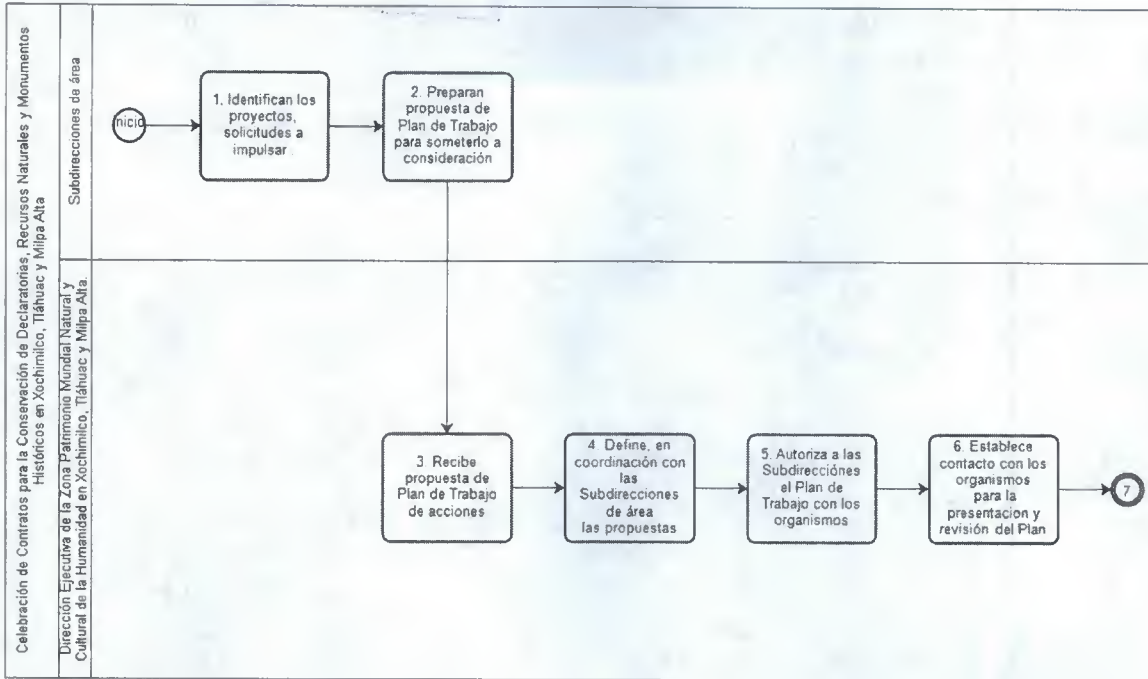 Celebración de Contratos para la Conservación de Declaratorias, Recursos Naturales y Monumentos
Históricos en Xochimilco, Tláhuac y Milpa Alta
Subdirecciones de área
Inicio
1. Identifican los
proyectos,
solicitudes a
impulsar
2. Preparan
propuesta de
Plan de Trabajo
para someterlo a
consideración
Dirección Ejecutiva de la Zona Patrimonio Mundial Natural y
Cultural de la Humanidad en Xochimilco, Tláhuac y Milpa Alta.
3. Recibe
propuesta de
Plan de Trabajo
de acciones
4. Define, en
coordinación con
las
Subdirecciones
de área
las propuestas
5. Autoriza a las
Subdirecciónes
el Plan de
Trabajo con los
organismos
6. Establece
contacto con los
organismos
para la
presentacion y
revisión del Plan
7